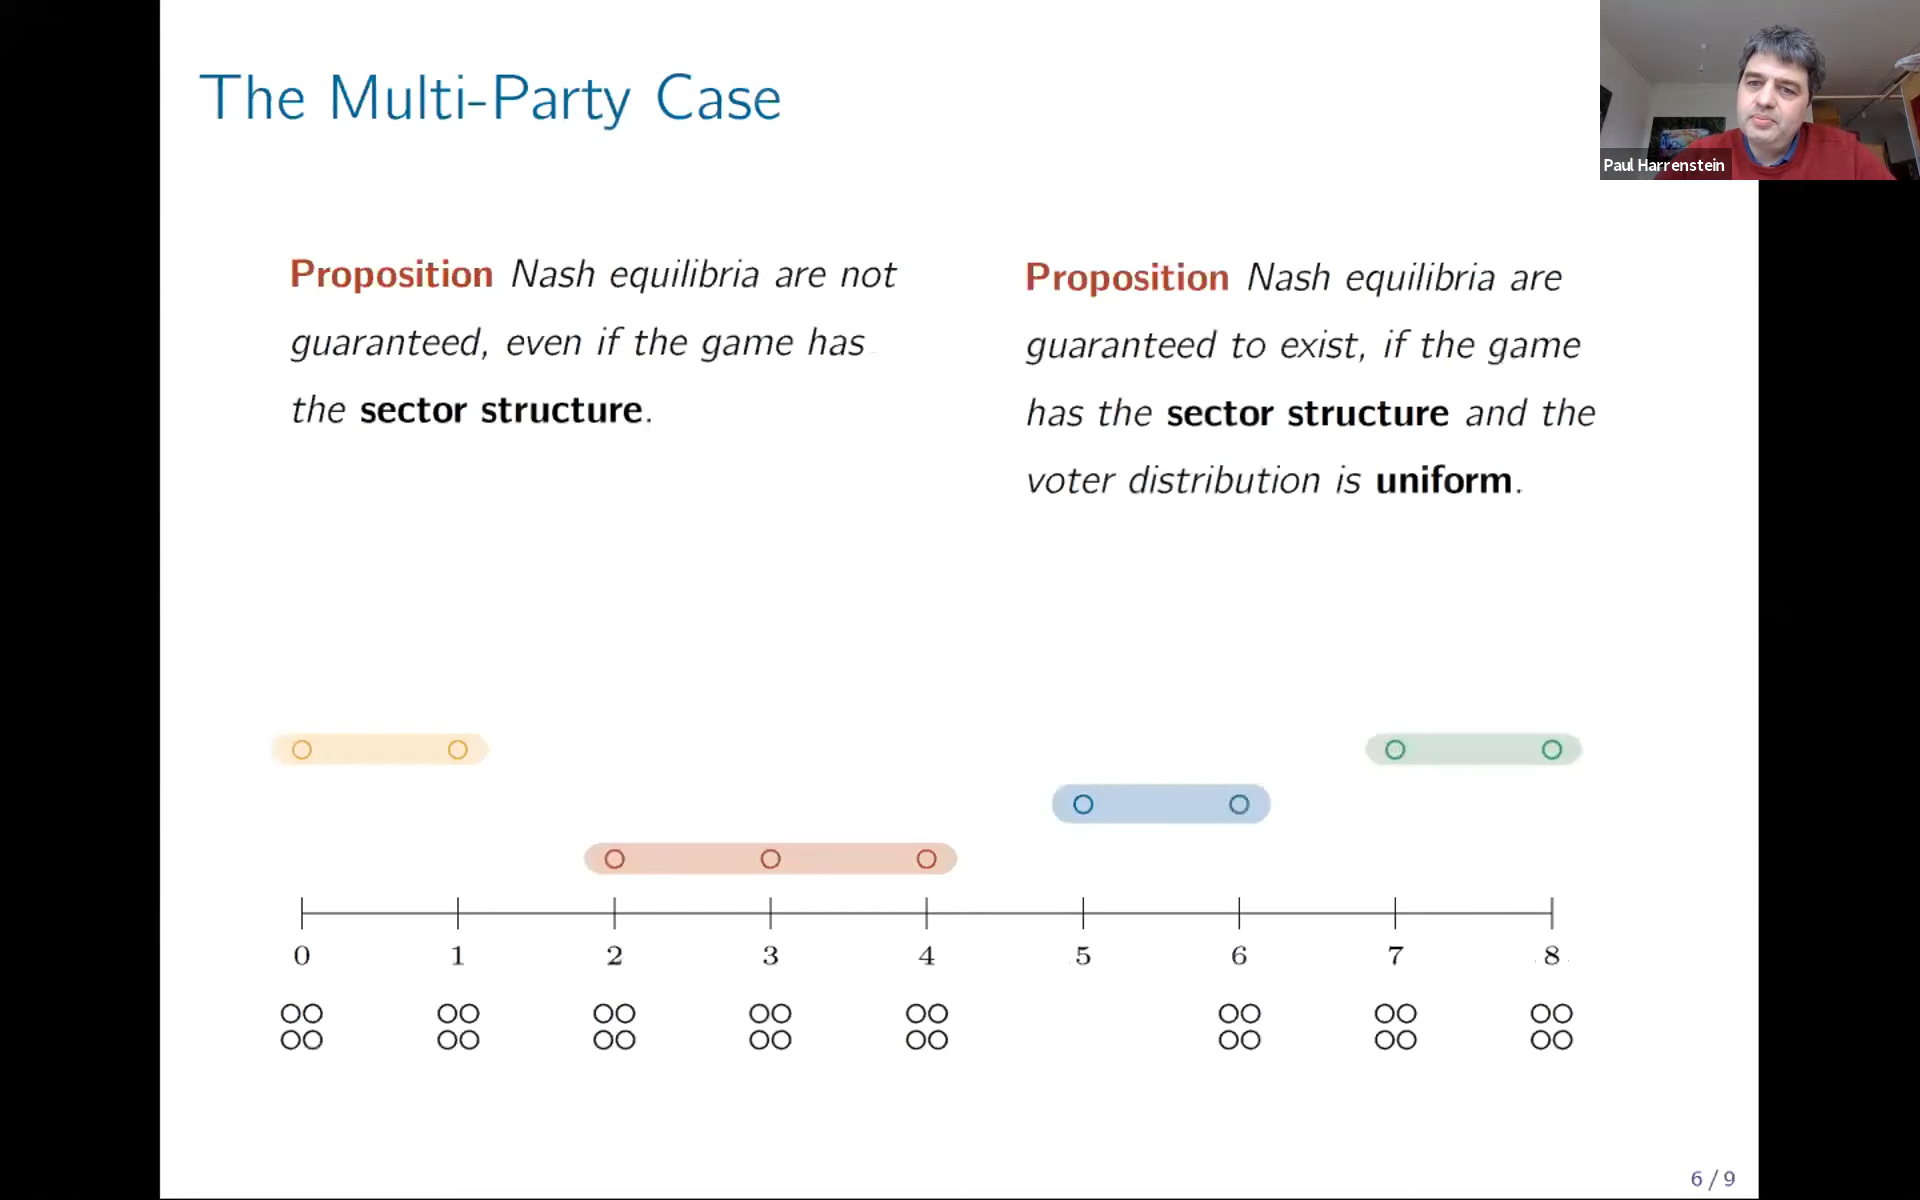 The Multi-Party Case
Paul Harrenstein
Proposition Nash equilibria are not
guaranteed, even if the game has
the sector structure.
Proposition Nash equilibria are
guaranteed to exist, if the game
has the sector structure and the
voter distribution is uniform.
0 1 2 3 4 5 6 7 8
6 / 9